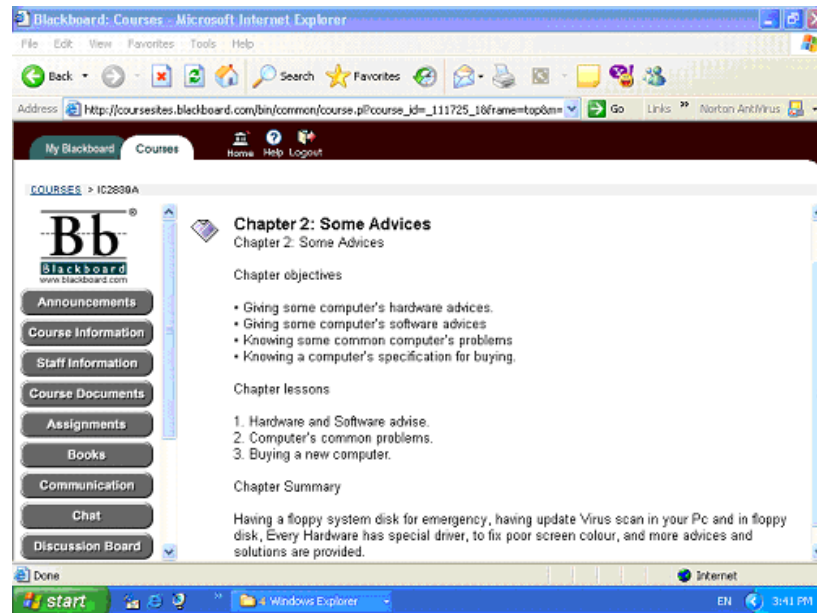 Blackboard: Courses - Microsoft Internet Explorer
File Edit View Favorites Tools Help
Back Search Favorites
Address http://coursesites.blackboard.com/bin/common/course.pl?course_id=_111725_1&frame=top&m= Go Links » Norton AntiVirus
My Blackboard Courses Home Help Logout
COURSES > IC2839A
Bb®
Blackboard
www.blackboard.com
Announcements
Course Information
Staff Information
Course Documents
Assignments
Books
Communication
Chat
Discussion Board
Chapter 2: Some Advices
Chapter 2: Some Advices
Chapter objectives
• Giving some computer's hardware advices.
• Giving some computer's software advices
• Knowing some common computer's problems
• Knowing a computer's specification for buying.
Chapter lessons
1. Hardware and Software advise.
2. Computer's common problems.
3. Buying a new computer.
Chapter Summary
Having a floppy system disk for emergency, having update Virus scan in your Pc and in floppy
disk, Every Hardware has special driver, to fix poor screen colour, and more advices and
solutions are provided.
Done Internet
start » 4 Windows Explorer EN 3:41 PM